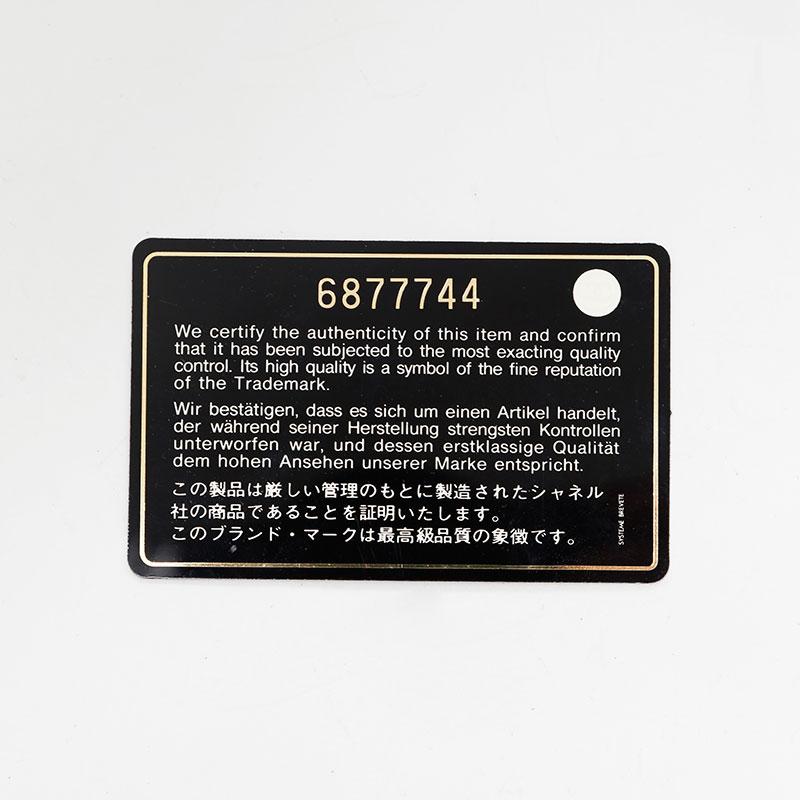 6877744
We certify the authenticity of this item and confirm
that it has been subjected to the most exacting quality
control. Its high quality is a symbol of the fine reputation
of the Trademark.
Wir bestätigen, dass es sich um einen Artikel handelt,
der während seiner Herstellung strengsten Kontrollen
unterworfen war, und dessen erstklassige Qualität
dem hohen Ansehen unserer Marke entspricht.
この製品は厳しい管理のもとに製造されたシャネル
社の商品であることを証明いたします。
このブランド・マークは最高級品質の象徴です。
SYSTEME BREVETE